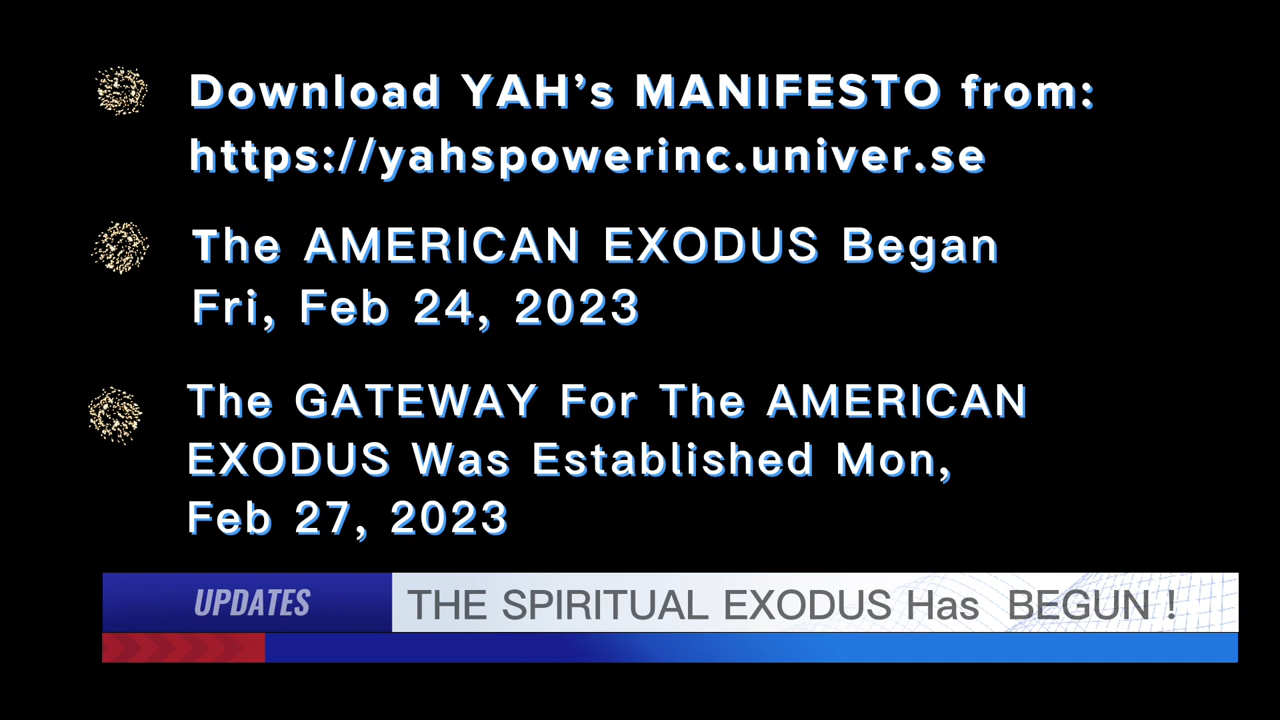 Download YAH’s MANIFESTO from:
https://yahspowerinc.univer.se
The AMERICAN EXODUS Began
Fri, Feb 24, 2023
The GATEWAY For The AMERICAN
EXODUS Was Established Mon,
Feb 27, 2023
UPDATES
THE SPIRITUAL EXODUS Has BEGUN !